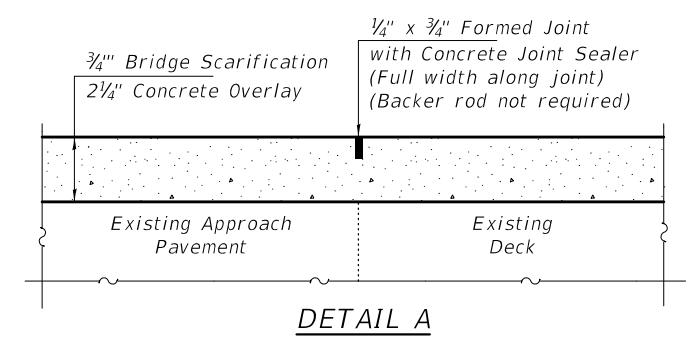 ¾''' Bridge Scarification
2¼" Concrete Overlay
¼" x ¾" Formed Joint
with Concrete Joint Sealer
(Full width along joint)
(Backer rod not required)
Existing Approach
Pavement
Existing
Deck
DETAIL A